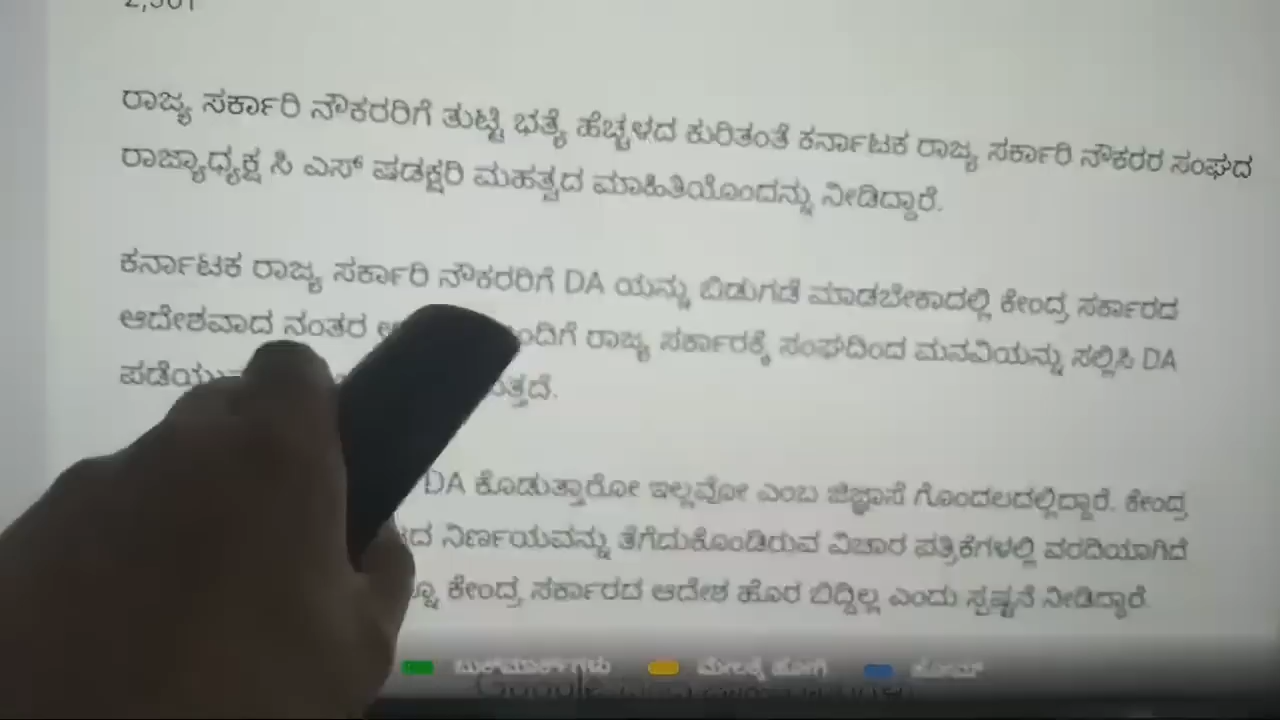 ರಾಜ್ಯ ಸರ್ಕಾರಿ ನೌಕರರಿಗೆ ತುಟ್ಟಿ ಭತ್ಯೆ ಹೆಚ್ಚಳದ ಕುರಿತಂತೆ ಕರ್ನಾಟಕ ರಾಜ್ಯ ಸರ್ಕಾರಿ ನೌಕರರ ಸಂಘದ
ರಾಜ್ಯಾಧ್ಯಕ್ಷ ಸಿ ಎಸ್ ಷಡಕ್ಷರಿ ಮಹತ್ವದ ಮಾಹಿತಿಯೊಂದನ್ನು ನೀಡಿದ್ದಾರೆ.
ಕರ್ನಾಟಕ ರಾಜ್ಯ ಸರ್ಕಾರಿ ನೌಕರರಿಗೆ DA ಯನ್ನು ಬಿಡುಗಡೆ ಮಾಡಬೇಕಾದಲ್ಲಿ ಕೇಂದ್ರ ಸರ್ಕಾರದ
ಆದೇಶವಾದ ನಂತರ ರಾಜ್ಯ ಸರ್ಕಾರಕ್ಕೆ ಸಂಘದಿಂದ ಮನವಿಯನ್ನು ಸಲ್ಲಿಸಿ DA
DA ಕೊಡುತ್ತಾರೋ ಇಲ್ಲವೋ ಎಂಬ ಜಿಜ್ಞಾಸೆ ಗೊಂದಲದಲ್ಲಿದ್ದಾರೆ. ಕೇಂದ್ರ
ನಿರ್ಣಯವನ್ನು ತೆಗೆದುಕೊಂಡಿರುವ ವಿಚಾರ ಪತ್ರಿಕೆಗಳಲ್ಲಿ ವರದಿಯಾಗಿದೆ
ಕೇಂದ್ರ ಸರ್ಕಾರದ ಆದೇಶ ಹೊರ ಬಿದ್ದಿಲ್ಲ ಎಂದು ಸ್ಪಷ್ಟನೆ ನೀಡಿದ್ದಾರೆ
ಬುಕ್‌ಮಾರ್ಕ್‌ಗಳು ಮೇಲಕ್ಕೆ ಹೋಗಿ ಹೋಮ್